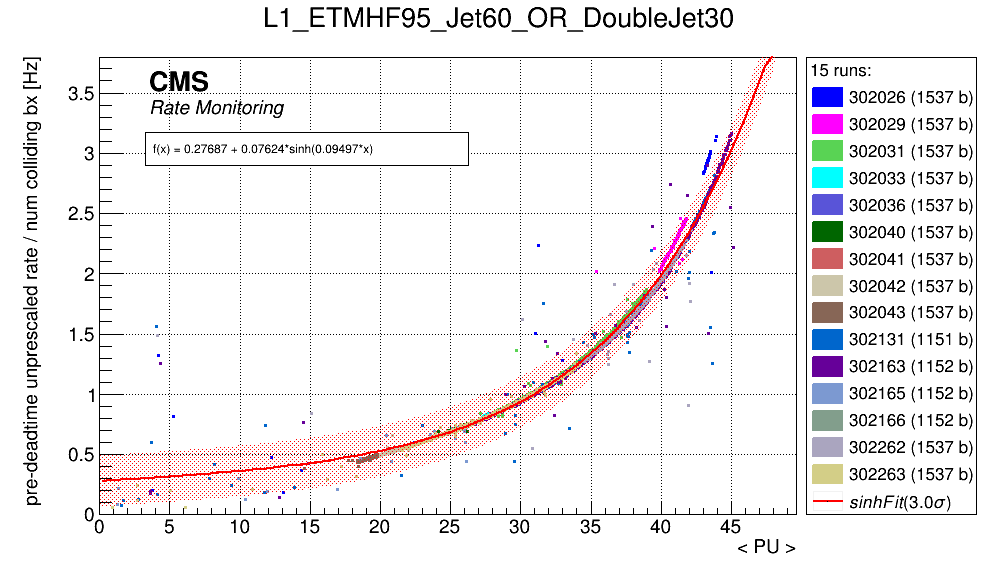 L1_ETMHF95_Jet60_OR_DoubleJet30
pre-deadtime unprescaled rate / num colliding bx [Hz]
CMS
Rate Monitoring
f(x) = 0.27687 + 0.07624*sinh(0.09497*x)
3.5
3
2.5
2
1.5
1
0.5
0
0 5 10 15 20 25 30 35 40 45
< PU >
15 runs:
302026 (1537 b)
302029 (1537 b)
302031 (1537 b)
302033 (1537 b)
302036 (1537 b)
302040 (1537 b)
302041 (1537 b)
302042 (1537 b)
302043 (1537 b)
302131 (1151 b)
302163 (1152 b)
302165 (1152 b)
302166 (1152 b)
302262 (1537 b)
302263 (1537 b)
sinhFit(3.0σ)